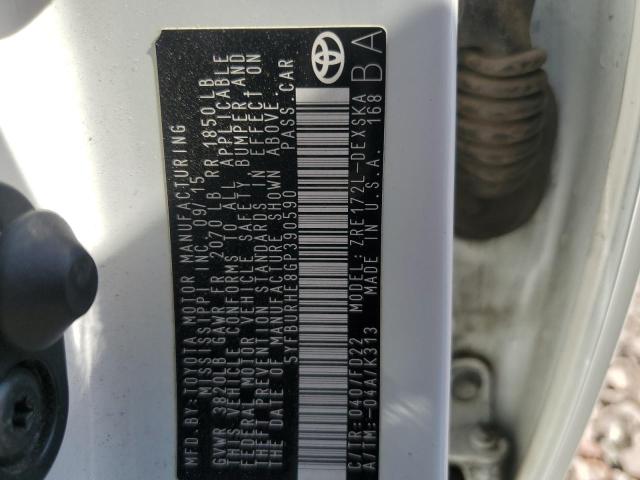 MFD. BY: TOYOTA MOTOR MANUFACTURING
MISSISSIPPI, INC. 09/15
GVWR 3820LB GAWR FR 2070LB RR 1850LB
THIS VEHICLE CONFORMS TO ALL APPLICABLE
FEDERAL MOTOR VEHICLE SAFETY, BUMPER, AND
THEFT PREVENTION STANDARDS IN EFFECT ON
THE DATE OF MANUFACTURE SHOWN ABOVE.
5YFBURHE8GP390590 PASS. CAR
C/TR: 040/FD22 MODEL: ZRE172L-DEXSKA
A/TM: -04A/K313 MADE IN U.S.A. 168
BA